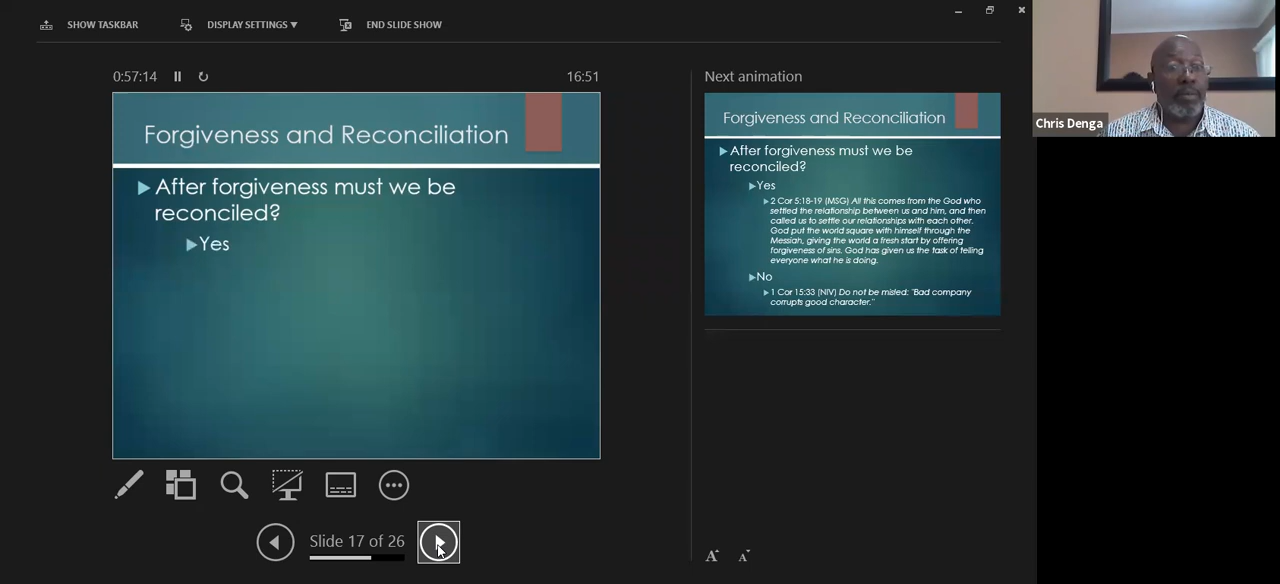 SHOW TASKBAR
DISPLAY SETTINGS
END SLIDE SHOW
0:57:14
16:51
Forgiveness and Reconciliation
After forgiveness must we be
reconciled?
Yes
Slide 17 of 26
Next animation
Forgiveness and Reconciliation
After forgiveness must we be
reconciled?
Yes
2 Cor 5:18-19 (MSG) All this comes from the God who
settled the relationship between us and him, and then
called us to settle our relationships with each other.
God put the world square with himself through the
Messiah, giving the world a fresh start by offering
forgiveness of sins. God has given us the task of telling
everyone what he is doing.
No
1 Cor 15:33 (NIV) Do not be misled: "Bad company
corrupts good character."
A A
Chris Denga